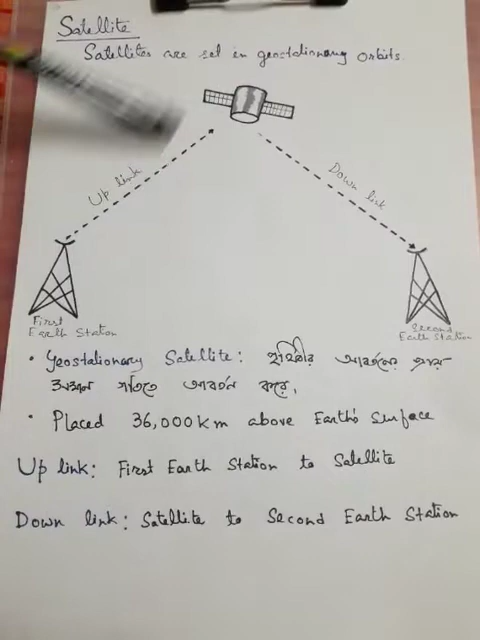 Satellite
Satellites are set in geostationary orbits.
Up link
Down link
First
Earth Station
Second
Earth Station
• Geostationary Satellite: পৃথিবীর আবর্তনের
গতিতে আবর্তন করে।
• Placed 36,000km above Earth's Surface
Up link: First Earth Station to Satellite
Down link: Satellite to Second Earth Station